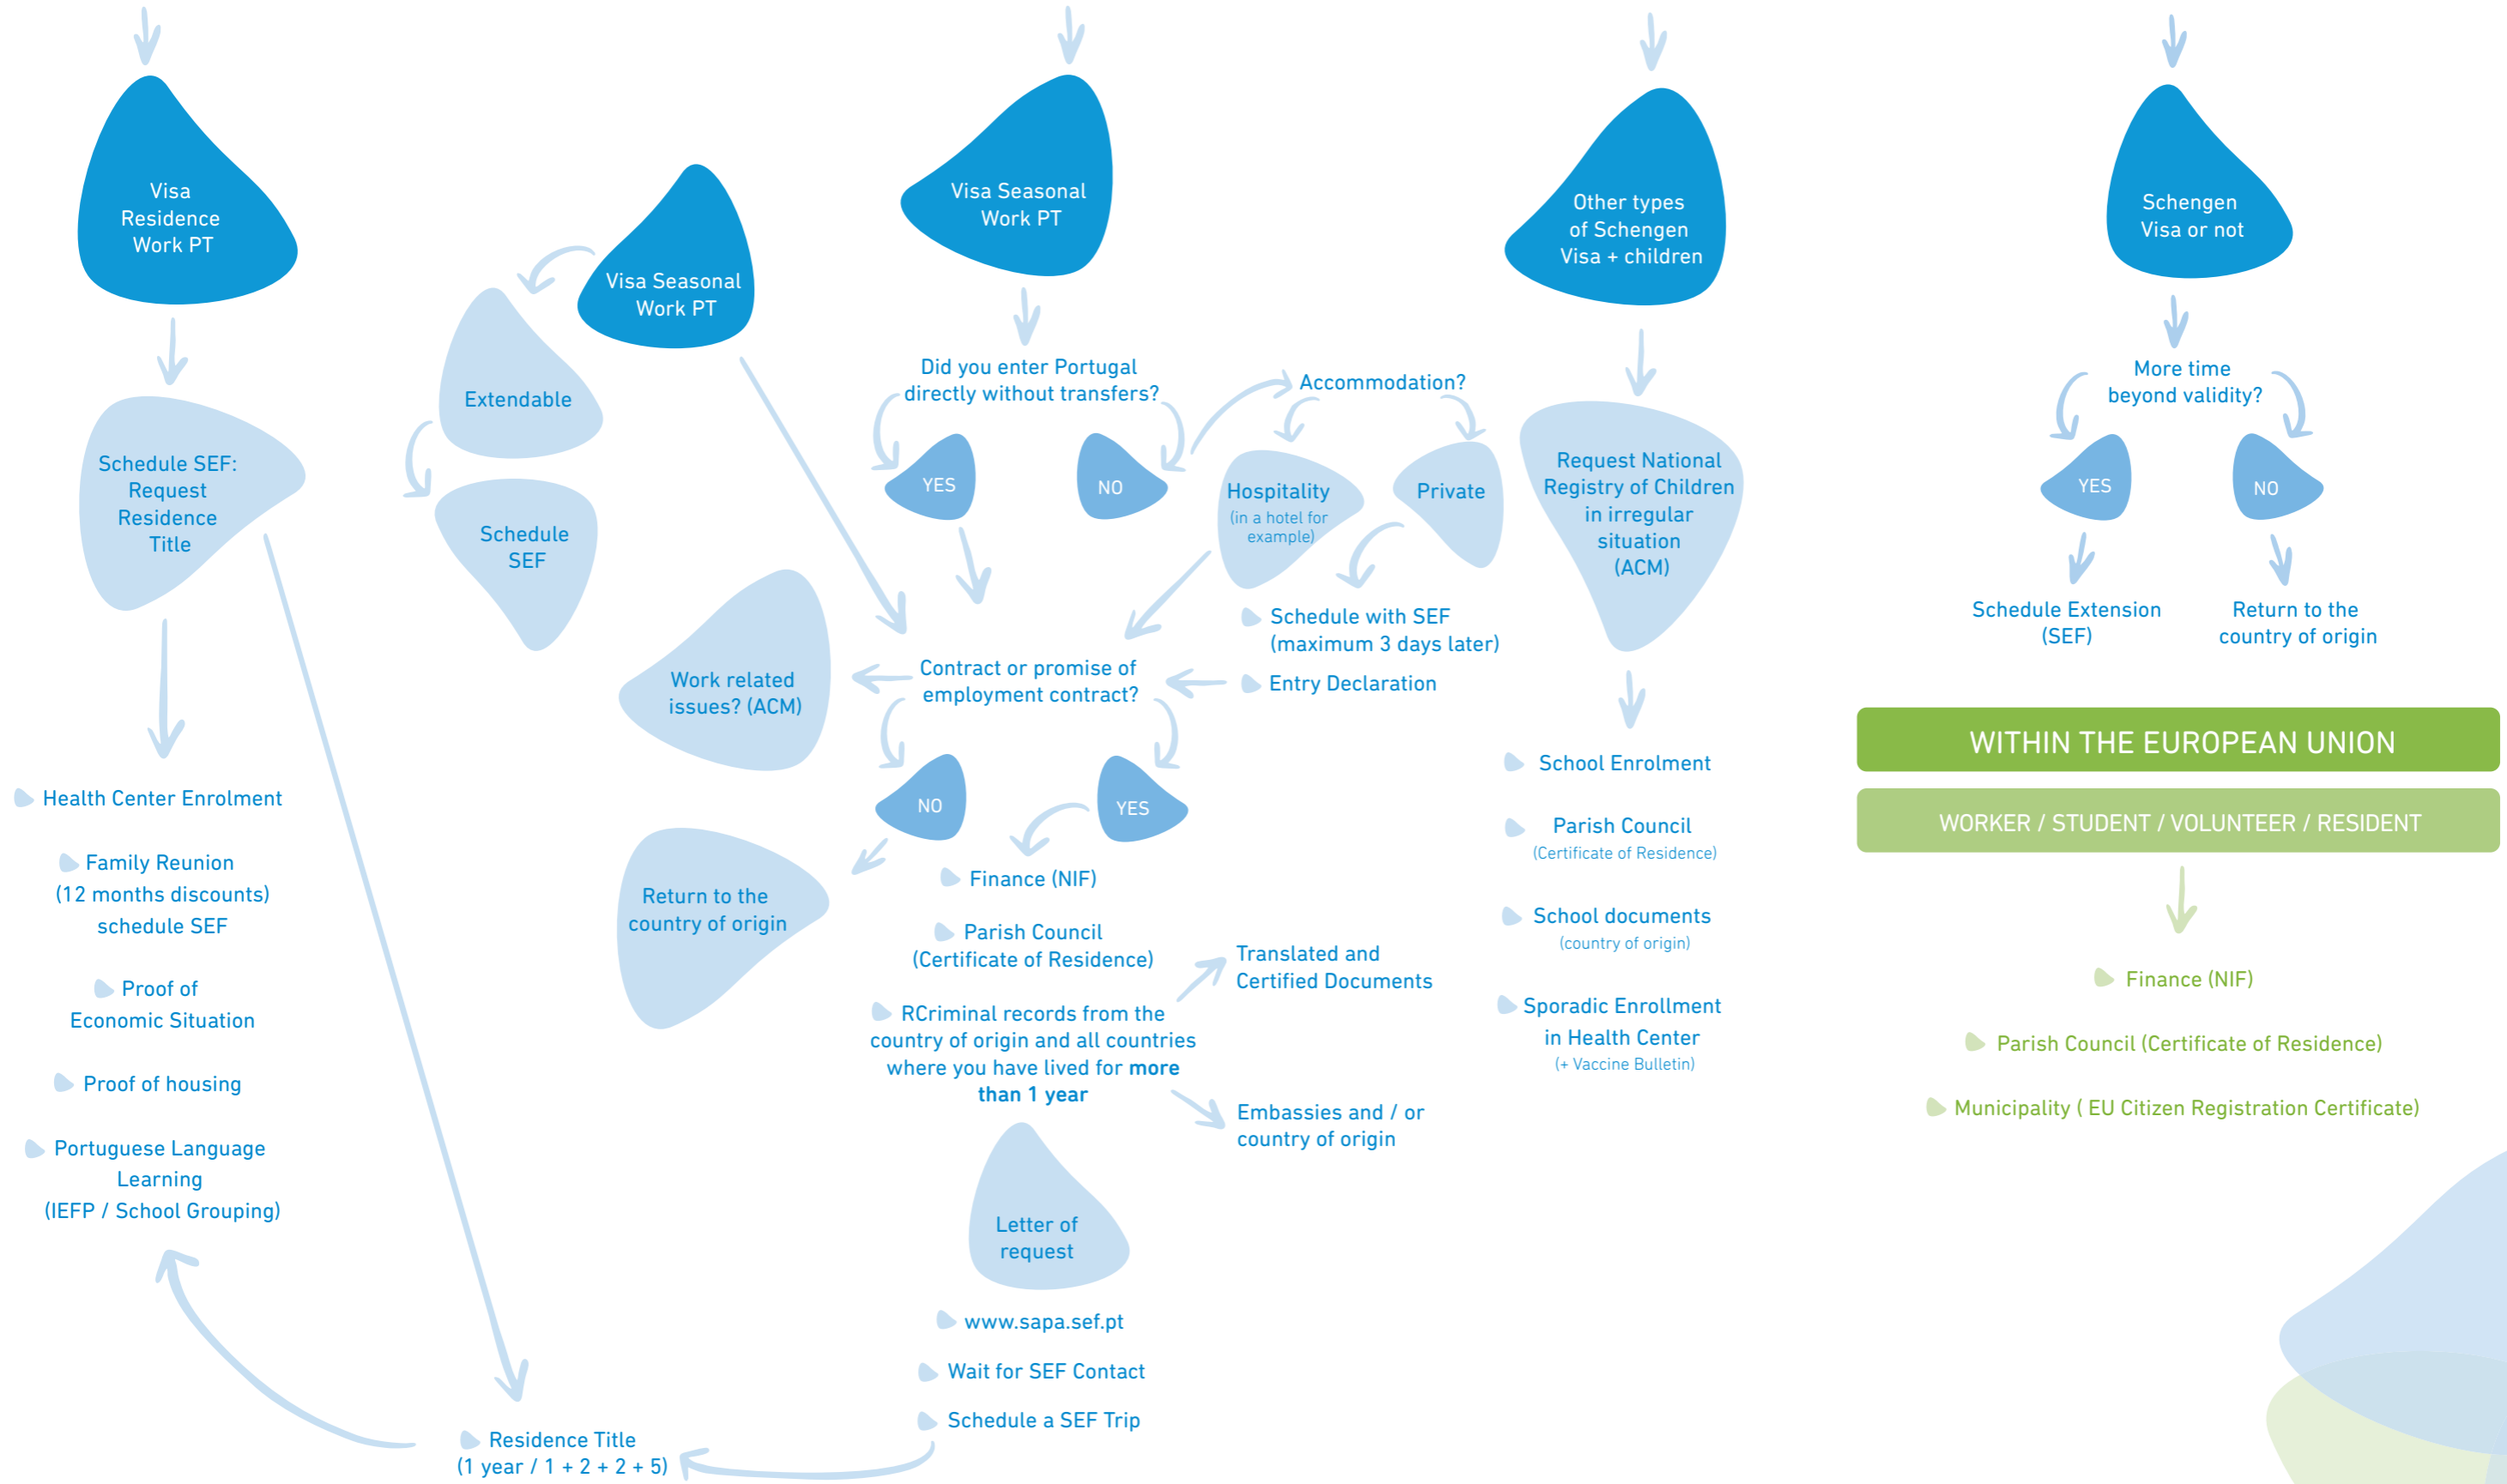 Visa
Residence
Work PT
Schedule SEF:
Request
Residence
Title
Health Center Enrolment
Family Reunion
(12 months discounts)
schedule SEF
Proof of
Economic Situation
Proof of housing
Portuguese Language
Learning
(IEFP / School Grouping)
Visa Seasonal
Work PT
Extendable
Schedule
SEF
Visa Seasonal
Work PT
Did you enter Portugal
directly without transfers?
YES
NO
Accommodation?
Hospitality
(in a hotel for
example)
Private
Schedule with SEF
(maximum 3 days later)
Entry Declaration
Contract or promise of
employment contract?
Work related
issues? (ACM)
NO
YES
Return to the
country of origin
Finance (NIF)
Parish Council
(Certificate of Residence)
RCriminal records from the
country of origin and all countries
where you have lived for more
than 1 year
Translated and
Certified Documents
Embassies and / or
country of origin
Letter of
request
www.sapa.sef.pt
Wait for SEF Contact
Schedule a SEF Trip
Residence Title
(1 year / 1 + 2 + 2 + 5)
Other types
of Schengen
Visa + children
Request National
Registry of Children
in irregular
situation
(ACM)
School Enrolment
Parish Council
(Certificate of Residence)
School documents
(country of origin)
Sporadic Enrollment
in Health Center
(+ Vaccine Bulletin)
Schengen
Visa or not
More time
beyond validity?
YES
NO
Schedule Extension
(SEF)
Return to the
country of origin
WITHIN THE EUROPEAN UNION
WORKER / STUDENT / VOLUNTEER / RESIDENT
Finance (NIF)
Parish Council (Certificate of Residence)
Municipality ( EU Citizen Registration Certificate)